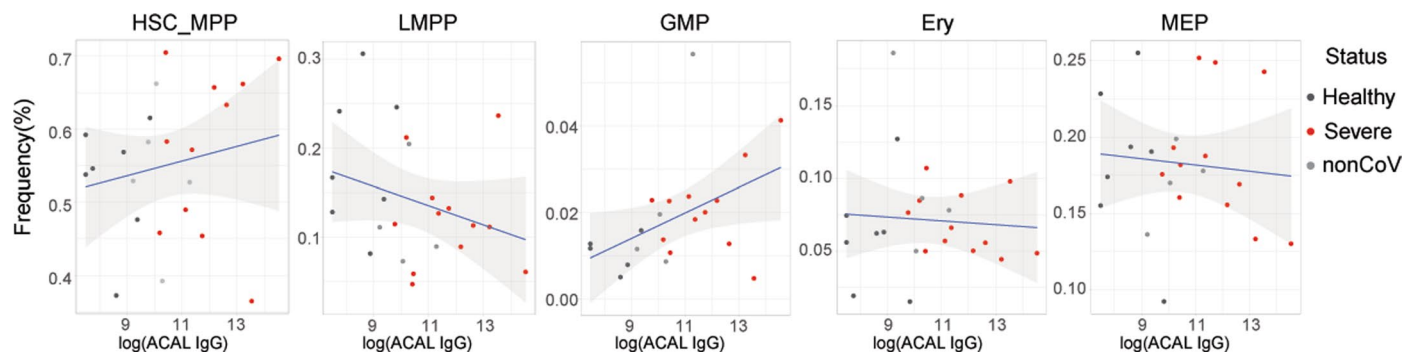 HSC_MPP LMPP GMP Ery MEP
Status
Healthy
Severe
nonCoV
Frequency(%)
0.7
0.6
0.5
0.4
9 11 13
log(ACAL IgG)
0.3
0.2
0.1
9 11 13
log(ACAL IgG)
0.04
0.02
0.00
9 11 13
log(ACAL IgG)
0.15
0.10
0.05
9 11 13
log(ACAL IgG)
0.25
0.20
0.15
0.10
9 11 13
log(ACAL IgG)